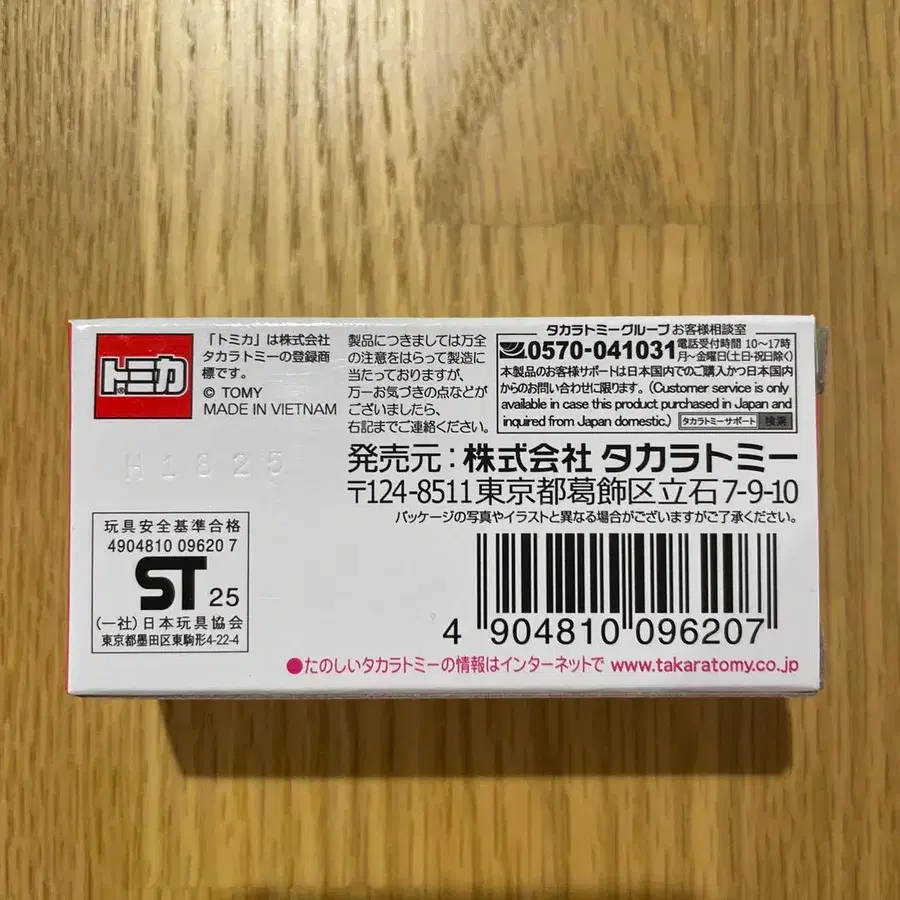 トミカ®
「トミカ」は株式会社
タカラトミーの登録商
標です。
© TOMY
MADE IN VIETNAM
製品につきましては万全
の注意をはらって製造に
当たっておりますが、
万一お気づきの点などが
ございましたら、
右記までご連絡ください。
タカラトミーグループ お客様相談室
0570-041031 電話受付時間 10〜17時
月〜金曜日(土日・祝日除く)
本製品のお客様サポートは日本国内でのご購入かつ日本国内
からのお問い合わせに限ります。(Customer service is only
available in case this product purchased in Japan and
inquired from Japan domestic.) タカラトミーサポート 検索
発売元:株式会社 タカラトミー
〒124-8511東京都葛飾区立石7-9-10
パッケージの写真やイラストと異なる場合がございますがご了承ください。
H1625
玩具安全基準合格
4904810 09620 7
ST 25
(一社)日本玩具協会
東京都墨田区東駒形4-22-4
4 904810 096207
●たのしいタカラトミーの情報はインターネットで www.takaratomy.co.jp